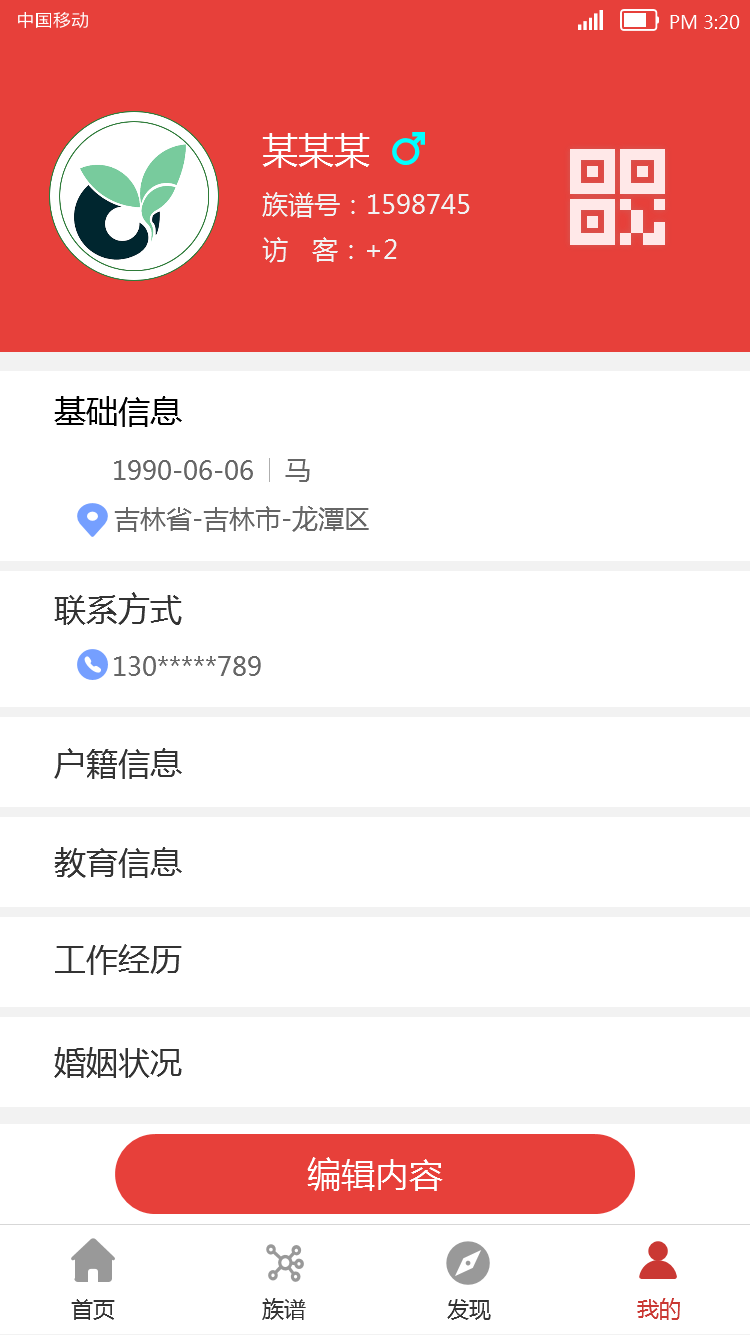 中国移动 PM 3:20
某某某
族谱号：1598745
访 客：+2
基础信息
1990-06-06 马
吉林省-吉林市-龙潭区
联系方式
130*****789
户籍信息
教育信息
工作经历
婚姻状况
编辑内容
首页 族谱 发现 我的